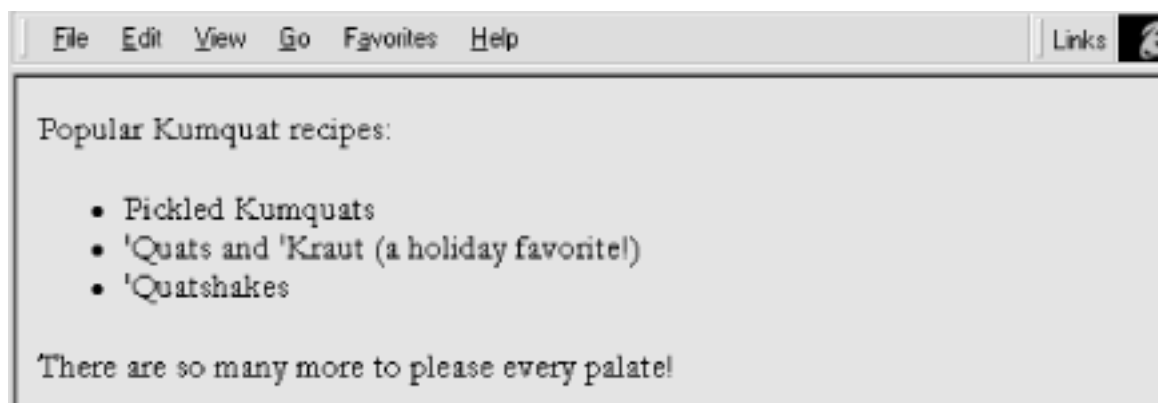 File Edit View Go Favorites Help Links
Popular Kumquat recipes:
• Pickled Kumquats
• 'Quats and 'Kraut (a holiday favorite!)
• 'Quatshakes
There are so many more to please every palate!